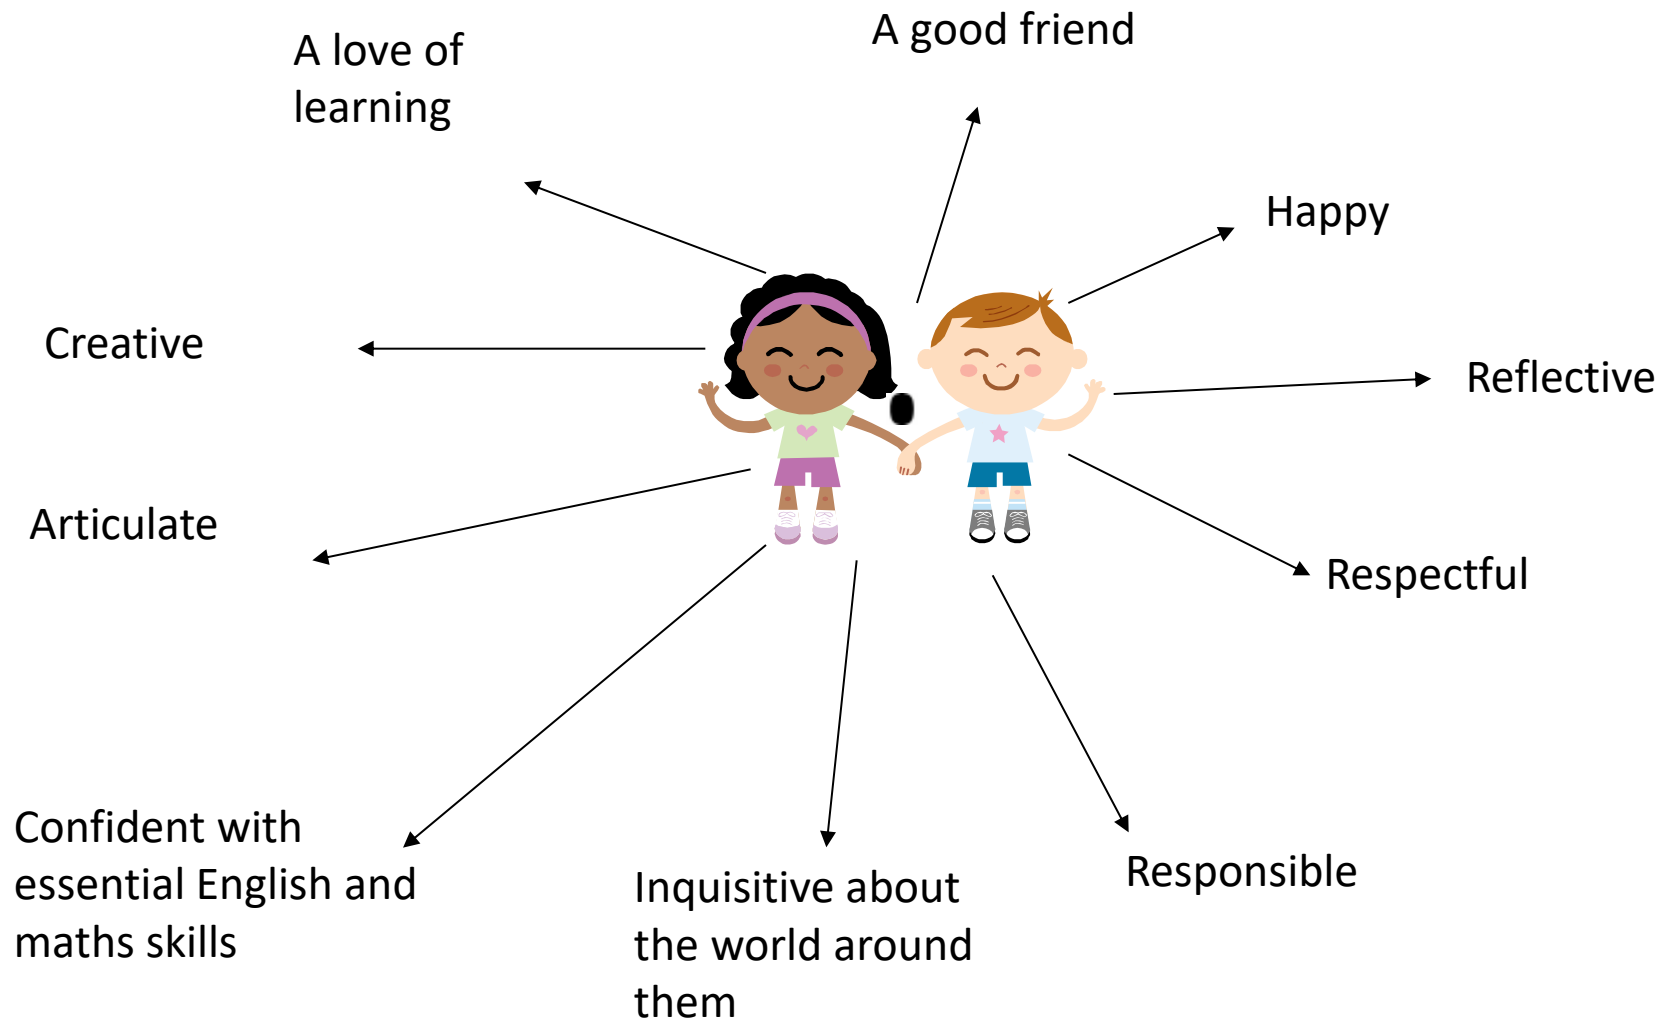 A good friend
A love of
learning
Happy
Creative
Reflective
Articulate
Respectful
Confident with
essential English and
maths skills
Inquisitive about
the world around
them
Responsible